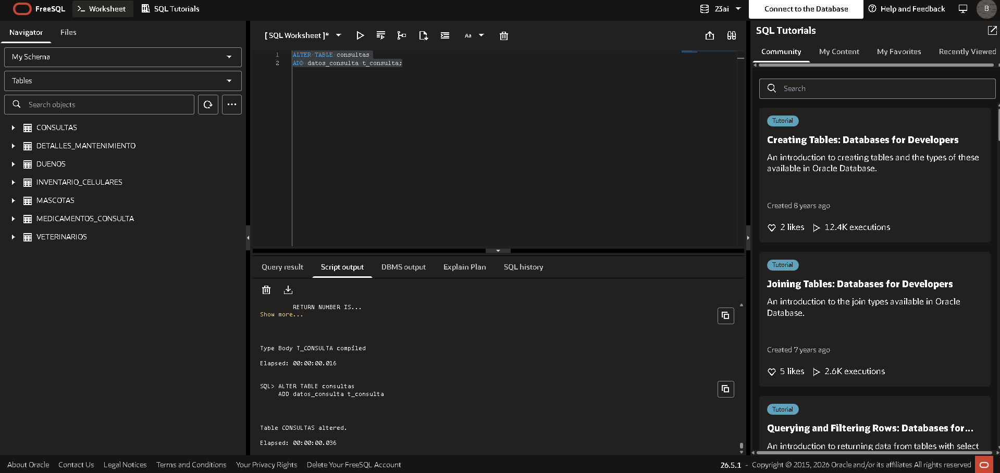 FreeSQL
Worksheet
SQL Tutorials
23ai
Connect to the Database
Help and Feedback
B
Navigator
Files
My Schema
Tables
Search objects
CONSULTAS
DETALLES_MANTENIMIENTO
DUENOS
INVENTARIO_CELULARES
MASCOTAS
MEDICAMENTOS_CONSULTA
VETERINARIOS
[ SQL Worksheet ]*
Aa
1 ALTER TABLE consultas
2 ADD datos_consulta t_consulta;
Query result
Script output
DBMS output
Explain Plan
SQL history
RETURN NUMBER IS...
Show more...
Type Body T_CONSULTA compiled
Elapsed: 00:00:00.016
SQL> ALTER TABLE consultas
ADD datos_consulta t_consulta
Table CONSULTAS altered.
Elapsed: 00:00:00.036
SQL Tutorials
Community
My Content
My Favorites
Recently Viewed
Search
Tutorial
Creating Tables: Databases for Developers
An introduction to creating tables and the types of these
available in Oracle Database.
Created 8 years ago
2 likes
12.4K executions
Tutorial
Joining Tables: Databases for Developers
An introduction to the join types available in Oracle
Database.
Created 7 years ago
5 likes
2.6K executions
Tutorial
Querying and Filtering Rows: Databases for...
An introduction to returning data from tables with select
About Oracle
Contact Us
Legal Notices
Terms and Conditions
Your Privacy Rights
Delete Your FreeSQL Account
26.5.1 - Copyright © 2015, 2026 Oracle and/or its affiliates All rights reserved